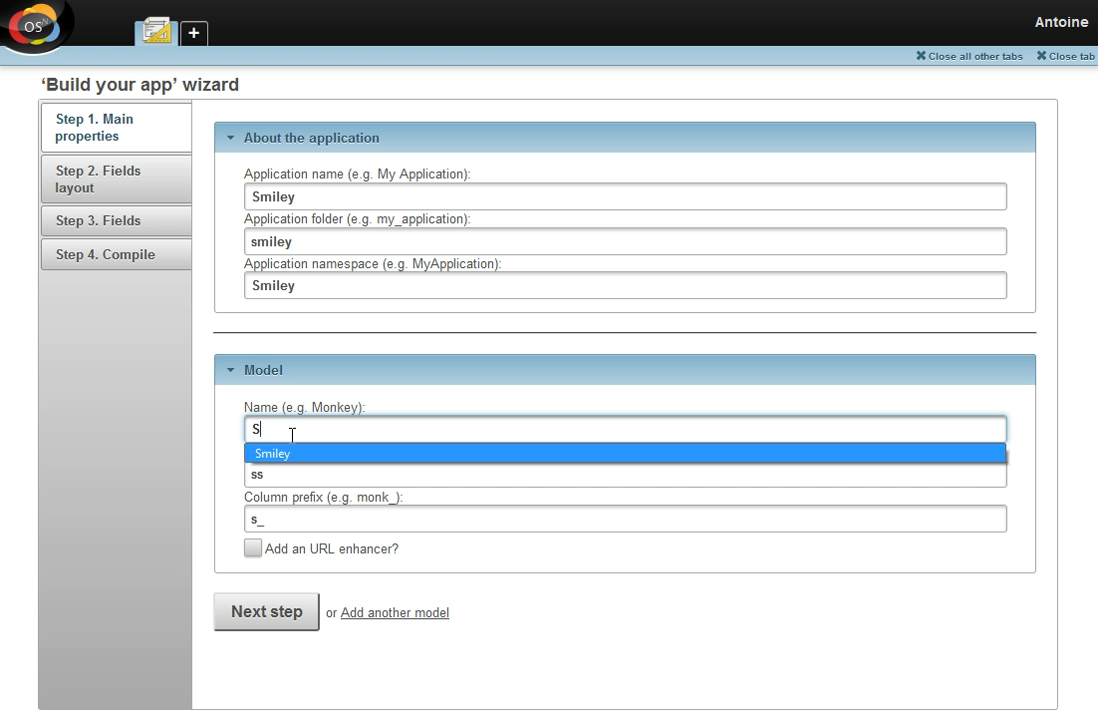 OS
N
+
Antoine
Close all other tabs
Close tab
‘Build your app’ wizard
Step 1. Main
properties
Step 2. Fields
layout
Step 3. Fields
Step 4. Compile
About the application
Application name (e.g. My Application):
Smiley
Application folder (e.g. my_application):
smiley
Application namespace (e.g. MyApplication):
Smiley
Model
Name (e.g. Monkey):
S
Smiley
ss
Column prefix (e.g. monk_):
s_
Add an URL enhancer?
Next step or Add another model